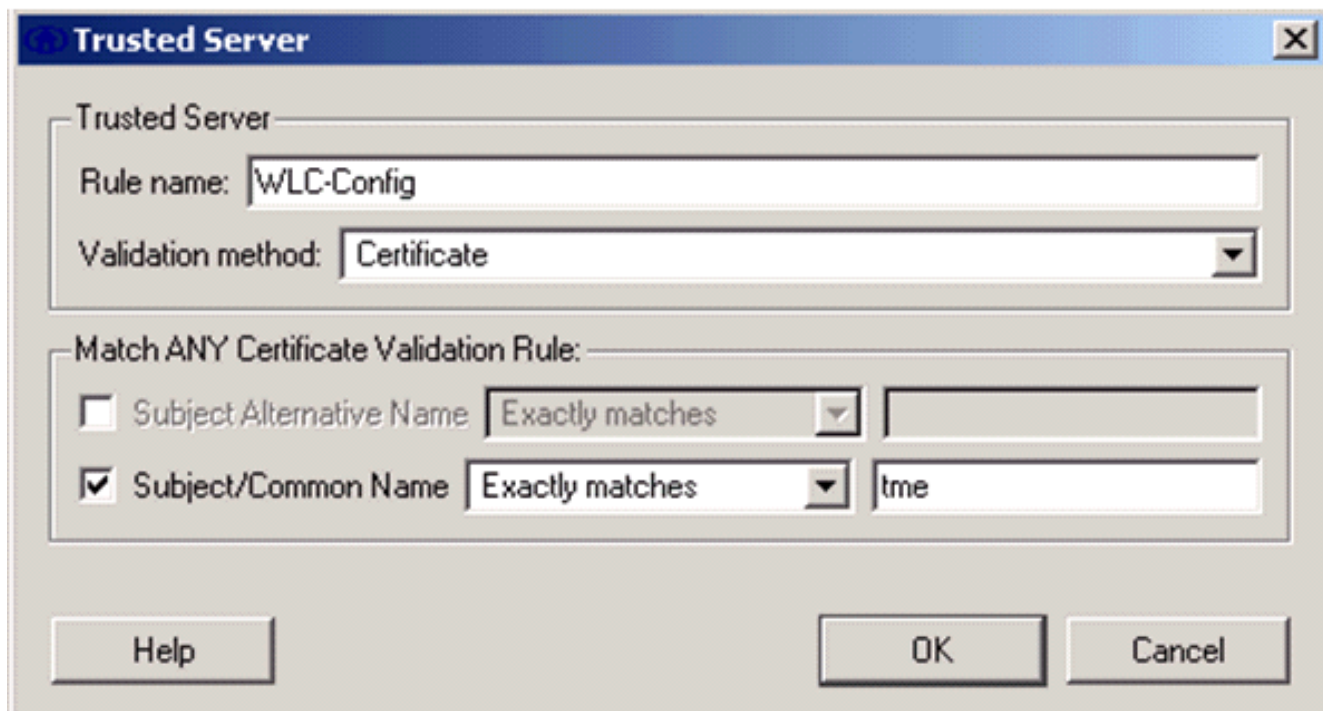 Trusted Server
Trusted Server
Rule name: WLC-Config
Validation method: Certificate
Match ANY Certificate Validation Rule:
Subject Alternative Name Exactly matches
Subject/Common Name Exactly matches tme
Help OK Cancel